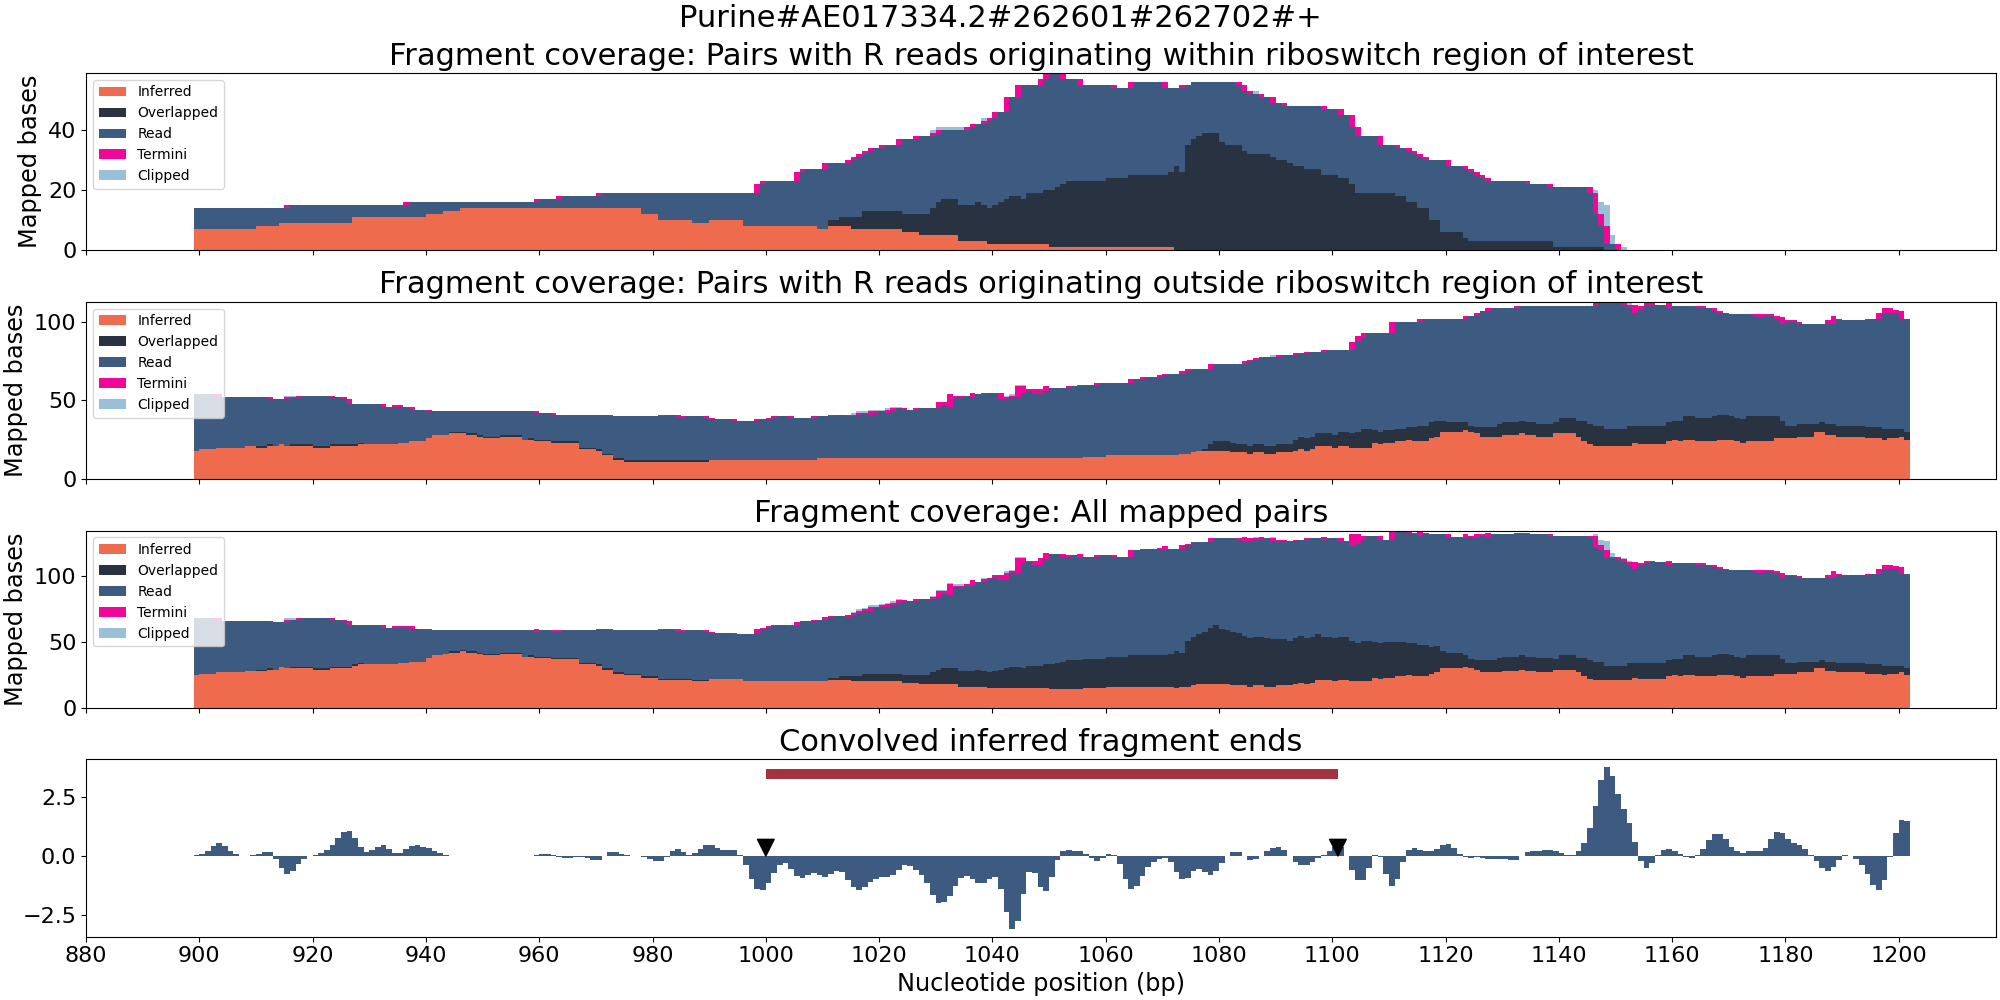 Purine#AE017334.2#262601#262702#+
Fragment coverage: Pairs with R reads originating within riboswitch region of interest
Mapped bases
40
20
0
Inferred
Overlapped
Read
Termini
Clipped
Fragment coverage: Pairs with R reads originating outside riboswitch region of interest
Mapped bases
100
50
0
Inferred
Overlapped
Read
Termini
Clipped
Fragment coverage: All mapped pairs
Mapped bases
100
50
0
Inferred
Overlapped
Read
Termini
Clipped
Convolved inferred fragment ends
2.5
0.0
−2.5
880 900 920 940 960 980 1000 1020 1040 1060 1080 1100 1120 1140 1160 1180 1200
Nucleotide position (bp)